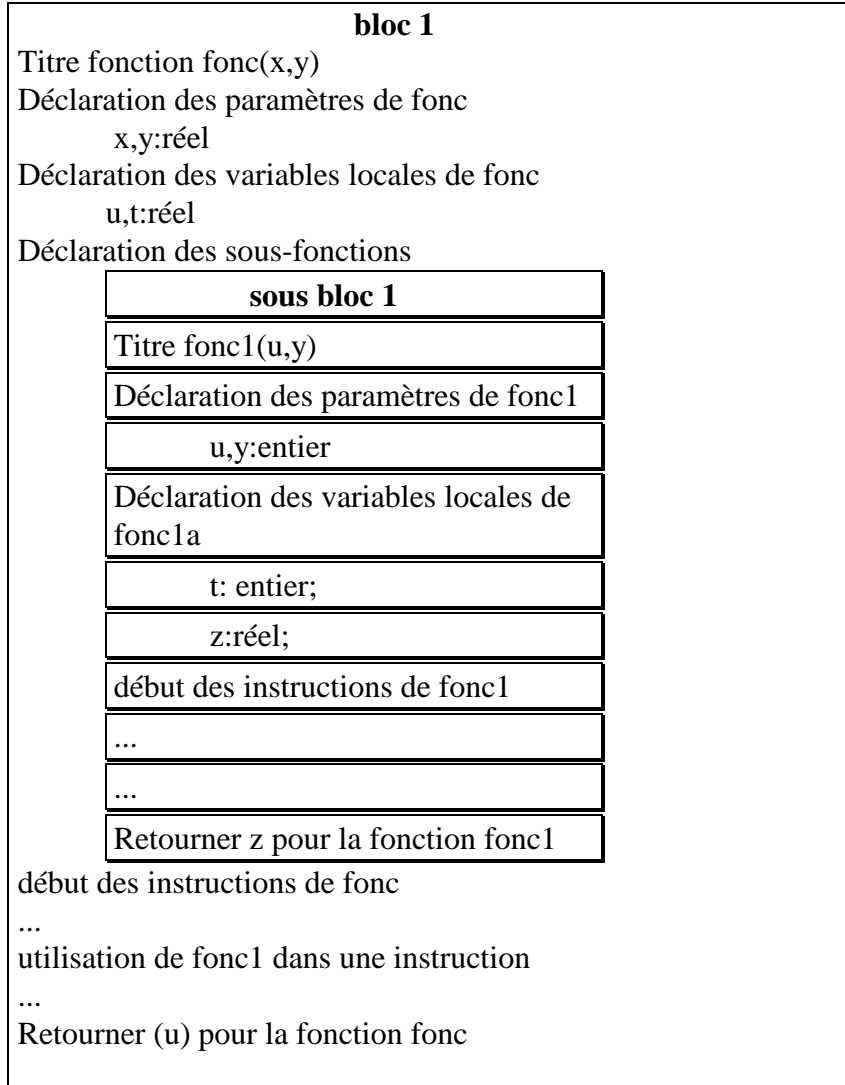 bloc 1
Titre fonction fonc(x,y)
Déclaration des paramètres de fonc
x,y:réel
Déclaration des variables locales de fonc
u,t:réel
Déclaration des sous-fonctions
sous bloc 1
Titre fonc1(u,y)
Déclaration des paramètres de fonc1
u,y:entier
Déclaration des variables locales de
fonc1a
t: entier;
z:réel;
début des instructions de fonc1
...
...
Retourner z pour la fonction fonc1
début des instructions de fonc
...
utilisation de fonc1 dans une instruction
...
Retourner (u) pour la fonction fonc